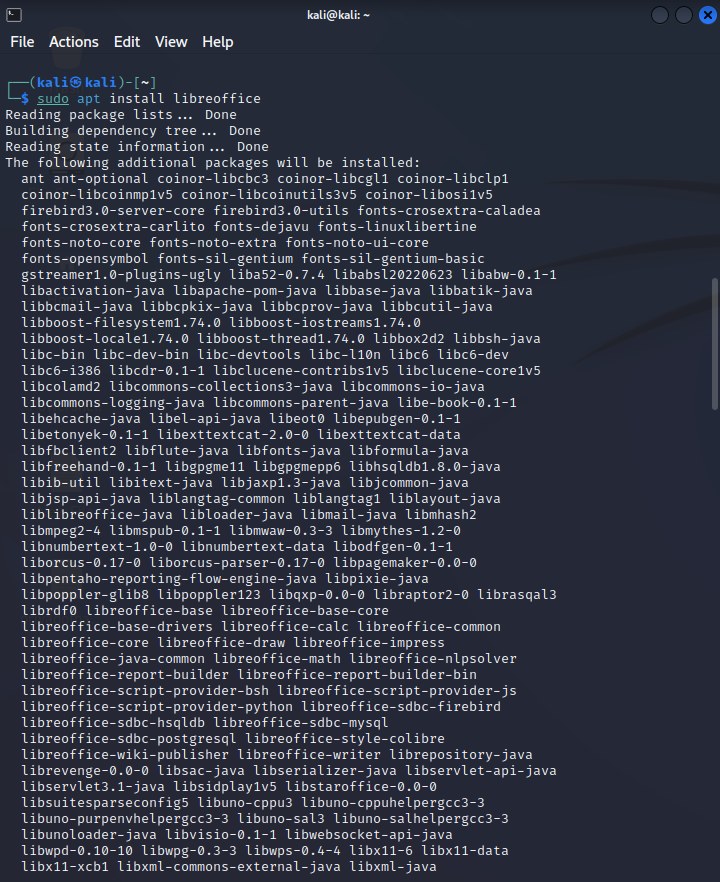 kali@kali: ~
File Actions Edit View Help
┌──(kali㉿kali)-[~]
└─$ sudo apt install libreoffice
Reading package lists... Done
Building dependency tree... Done
Reading state information... Done
The following additional packages will be installed:
ant ant-optional coinor-libcbc3 coinor-libcgl1 coinor-libclp1
coinor-libcoinmp1v5 coinor-libcoinutils3v5 coinor-libosi1v5
firebird3.0-server-core firebird3.0-utils fonts-crosextra-caladea
fonts-crosextra-carlito fonts-dejavu fonts-linuxlibertine
fonts-noto-core fonts-noto-extra fonts-noto-ui-core
fonts-opensymbol fonts-sil-gentium fonts-sil-gentium-basic
gstreamer1.0-plugins-ugly liba52-0.7.4 libabsl20220623 libabw-0.1-1
libactivation-java libapache-pom-java libbase-java libbatik-java
libbcmail-java libbcpkix-java libbcprov-java libbcutil-java
libboost-filesystem1.74.0 libboost-iostreams1.74.0
libboost-locale1.74.0 libboost-thread1.74.0 libbox2d2 libbsh-java
libc-bin libc-dev-bin libc-devtools libc-l10n libc6 libc6-dev
libc6-i386 libcdr-0.1-1 libclucene-contribs1v5 libclucene-core1v5
libcolamd2 libcommons-collections3-java libcommons-io-java
libcommons-logging-java libcommons-parent-java libe-book-0.1-1
libehcache-java libel-api-java libeot0 libepubgen-0.1-1
libetonyek-0.1-1 libexttextcat-2.0-0 libexttextcat-data
libfbclient2 libflute-java libfonts-java libformula-java
libfreehand-0.1-1 libgpgme11 libgpgmepp6 libhsqldb1.8.0-java
libib-util libitext-java libjaxp1.3-java libjcommon-java
libjsp-api-java liblangtag-common liblangtag1 liblayout-java
liblibreoffice-java libloader-java libmail-java libmhash2
libmpeg2-4 libmspub-0.1-1 libmwaw-0.3-3 libmythes-1.2-0
libnumbertext-1.0-0 libnumbertext-data libodfgen-0.1-1
liborcus-0.17-0 liborcus-parser-0.17-0 libpagemaker-0.0-0
libpentaho-reporting-flow-engine-java libpixie-java
libpoppler-glib8 libpoppler123 libqxp-0.0-0 libraptor2-0 librasqal3
librdf0 libreoffice-base libreoffice-base-core
libreoffice-base-drivers libreoffice-calc libreoffice-common
libreoffice-core libreoffice-draw libreoffice-impress
libreoffice-java-common libreoffice-math libreoffice-nlpsolver
libreoffice-report-builder libreoffice-report-builder-bin
libreoffice-script-provider-bsh libreoffice-script-provider-js
libreoffice-script-provider-python libreoffice-sdbc-firebird
libreoffice-sdbc-hsqldb libreoffice-sdbc-mysql
libreoffice-sdbc-postgresql libreoffice-style-colibre
libreoffice-wiki-publisher libreoffice-writer librepository-java
librevenge-0.0-0 libsac-java libserializer-java libservlet-api-java
libservlet3.1-java libsidplay1v5 libstaroffice-0.0-0
libsuitesparseconfig5 libuno-cppu3 libuno-cppuhelpergcc3-3
libuno-purpenvhelpergcc3-3 libuno-sal3 libuno-salhelpergcc3-3
libunoloader-java libvisio-0.1-1 libwebsocket-api-java
libwpd-0.10-10 libwpg-0.3-3 libwps-0.4-4 libx11-6 libx11-data
libx11-xcb1 libxml-commons-external-java libxml-java